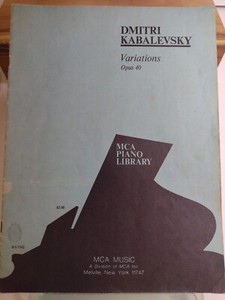 DMITRI
KABALEVSKY
Variations
Opus 40
MCA
PIANO
LIBRARY
MCA MUSIC
A Division of MCA Inc
Melville, New York 11747